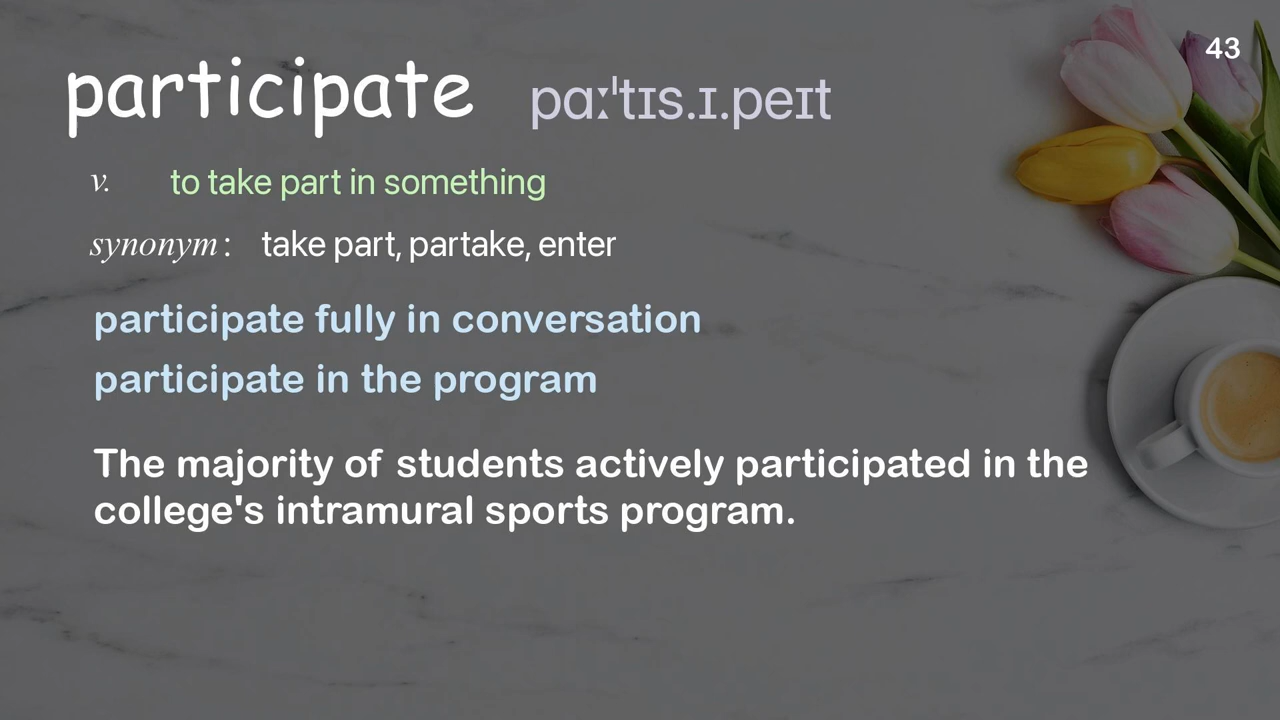 43
participate pɑːˈtɪs.ɪ.peɪt
v. to take part in something
synonym : take part, partake, enter
participate fully in conversation
participate in the program
The majority of students actively participated in the
college's intramural sports program.